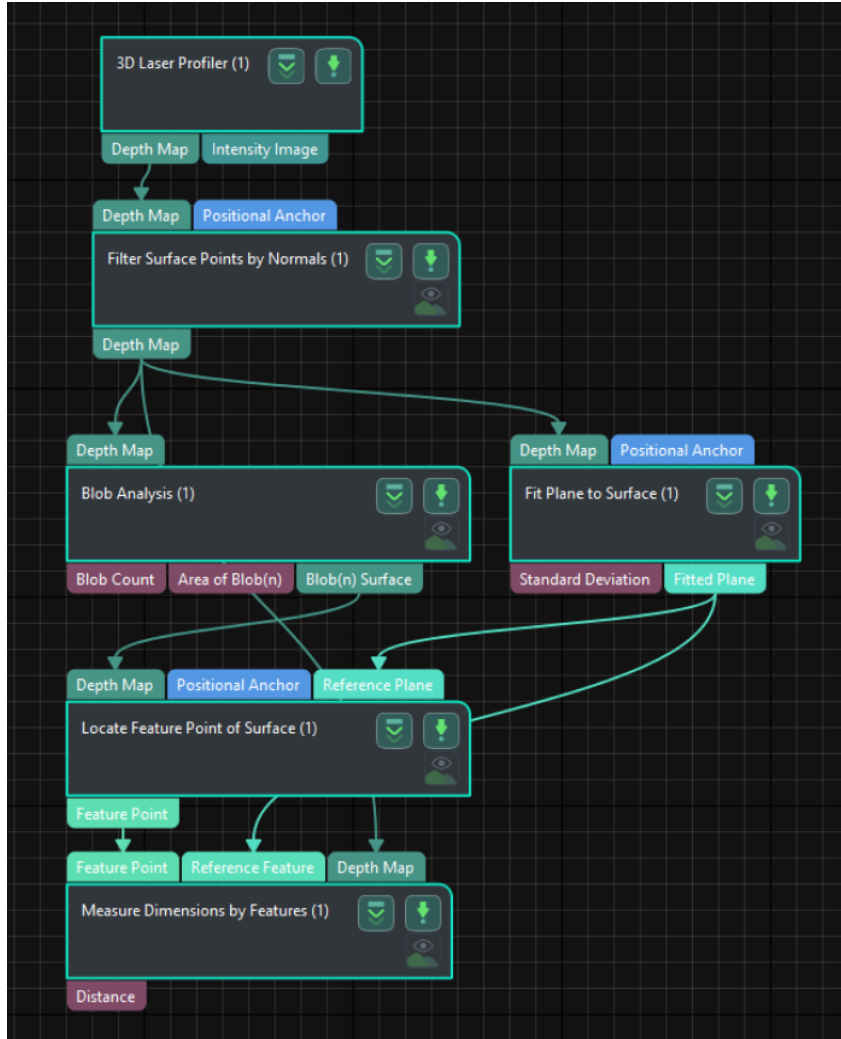 3D Laser Profiler (1)
Depth Map Intensity Image
Depth Map Positional Anchor
Filter Surface Points by Normals (1)
Depth Map
Depth Map
Blob Analysis (1)
Blob Count Area of Blob(n) Blob(n) Surface
Depth Map Positional Anchor
Fit Plane to Surface (1)
Standard Deviation Fitted Plane
Depth Map Positional Anchor Reference Plane
Locate Feature Point of Surface (1)
Feature Point
Feature Point Reference Feature Depth Map
Measure Dimensions by Features (1)
Distance